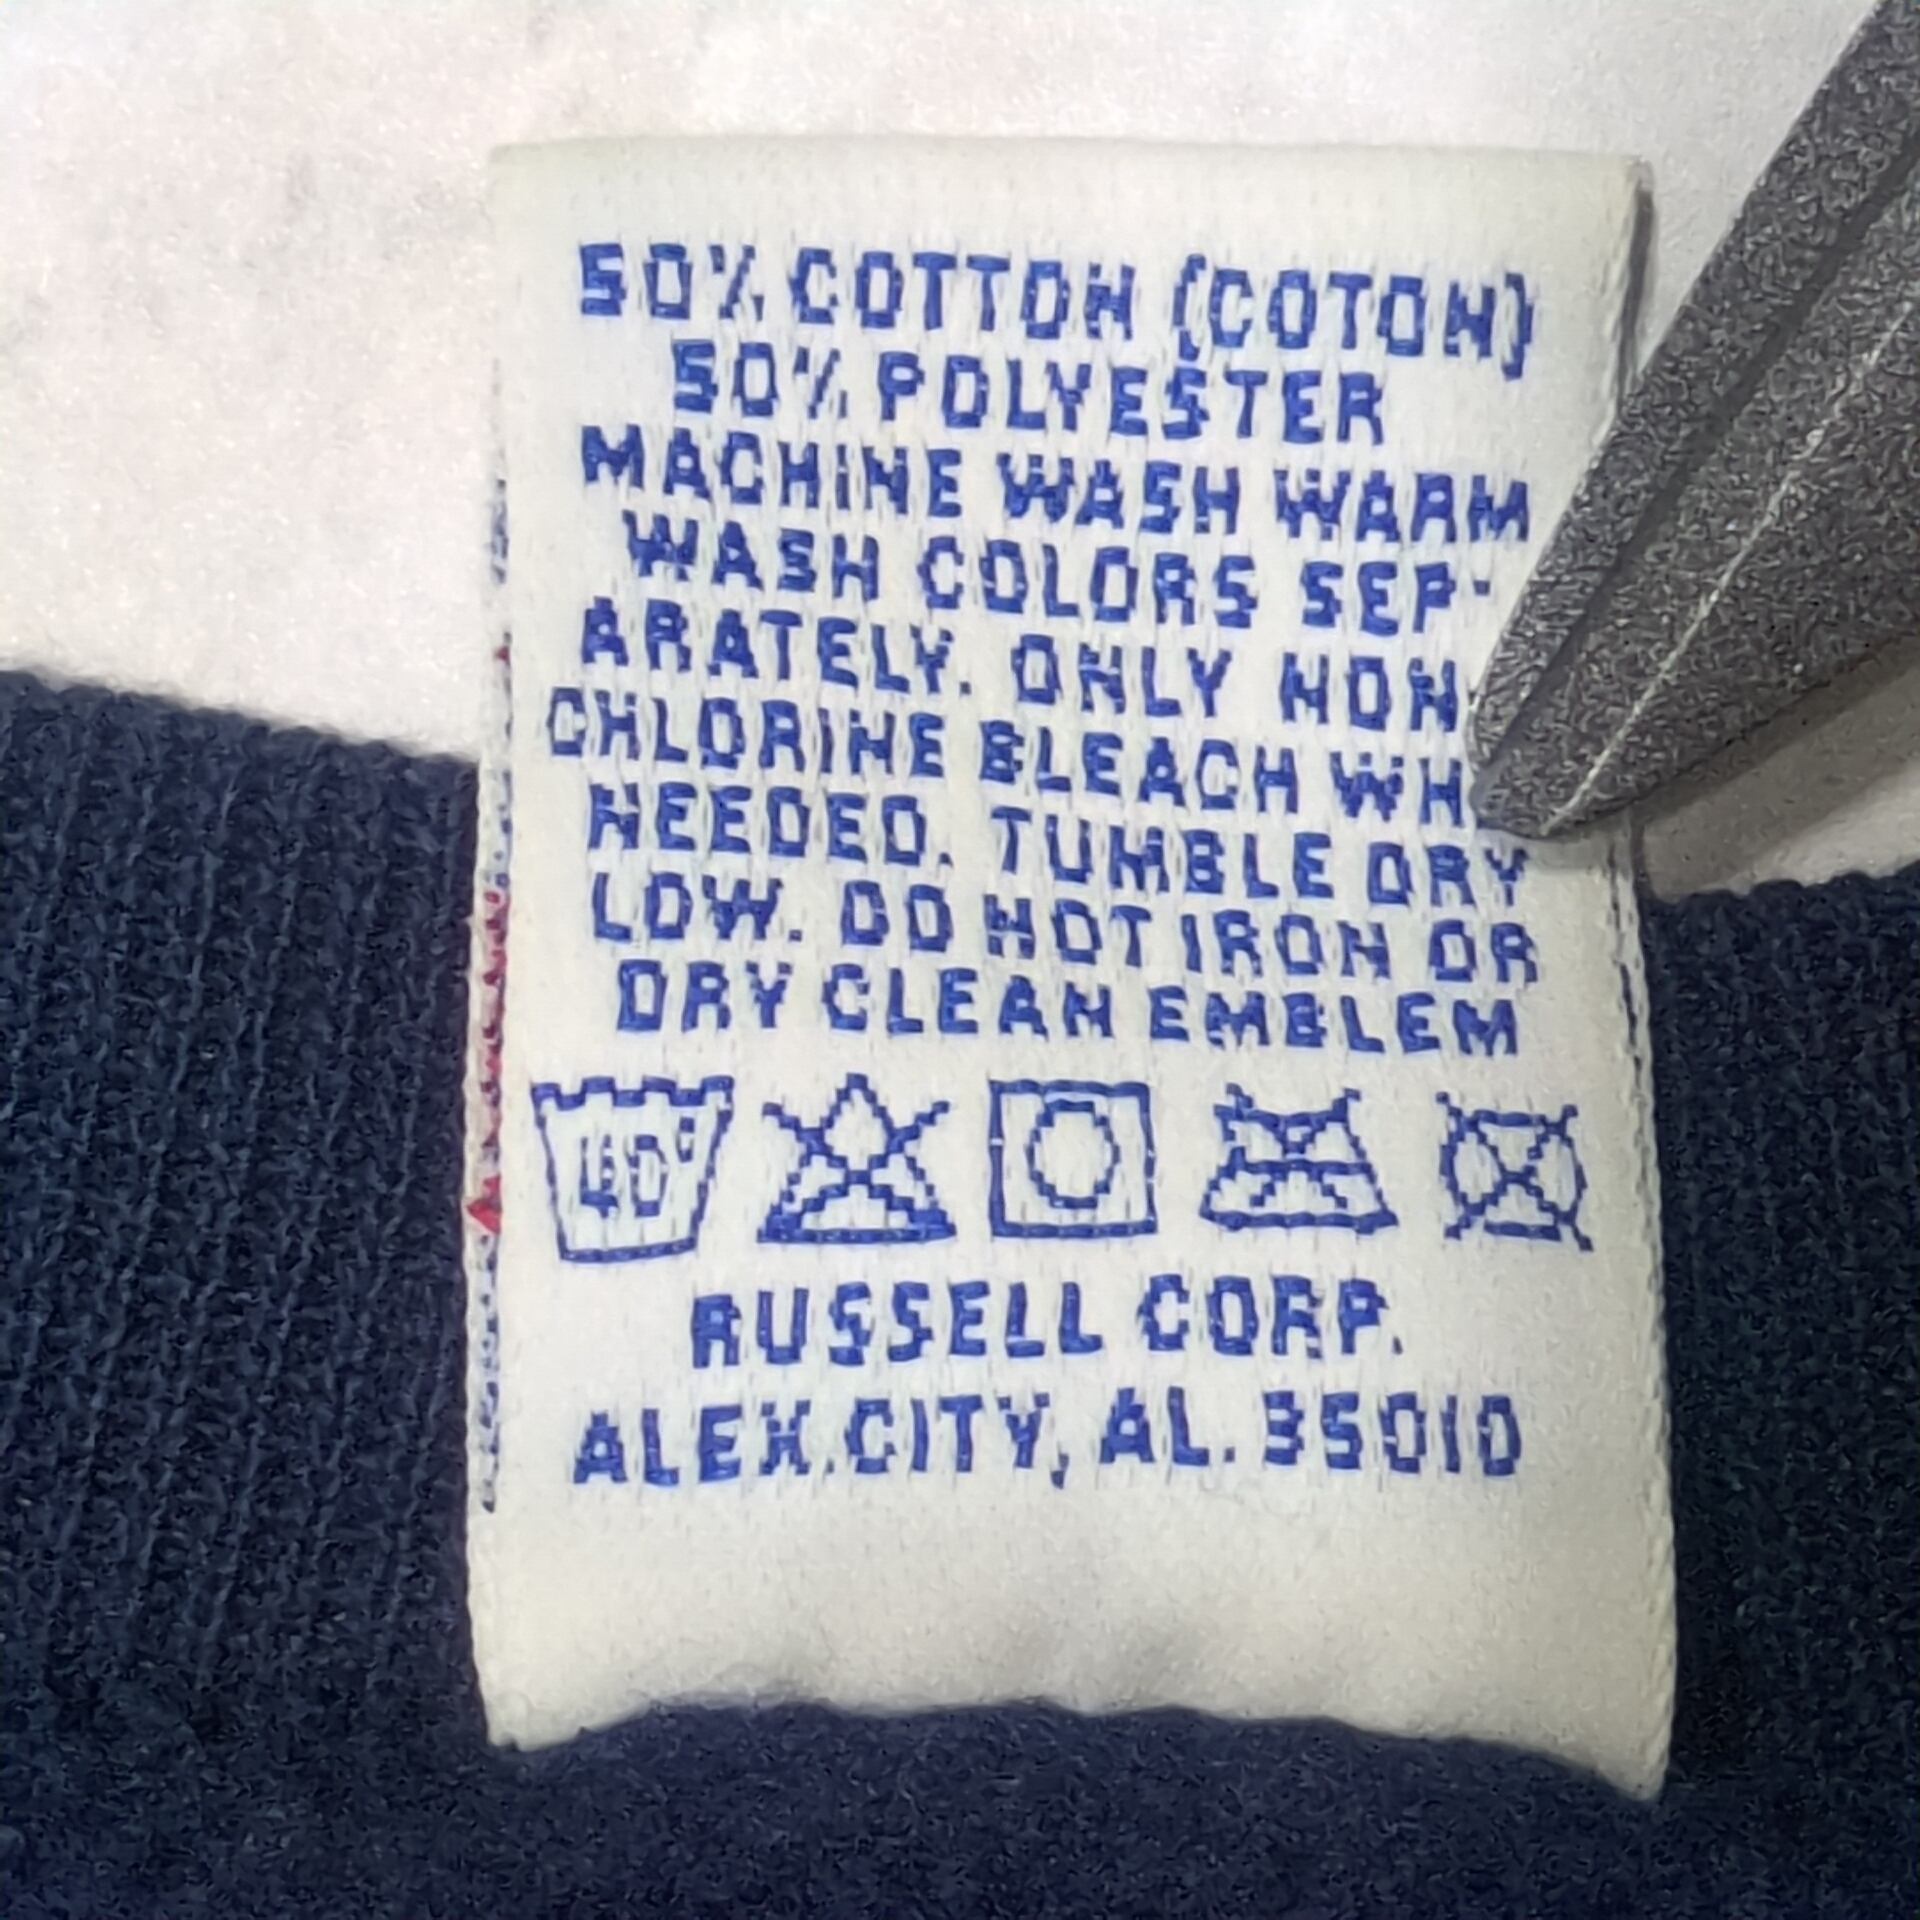 50% COTTON (COTON)
50% POLYESTER
MACHINE WASH WARM
WASH COLORS SEP-
ARATELY. ONLY NON-
CHLORINE BLEACH
NEEDED. TUMBLE DRY
LOW. DO NOT IRON OR
DRY CLEAN EMBLEM
40°
RUSSELL CORP.
ALEX.CITY, AL. 35010